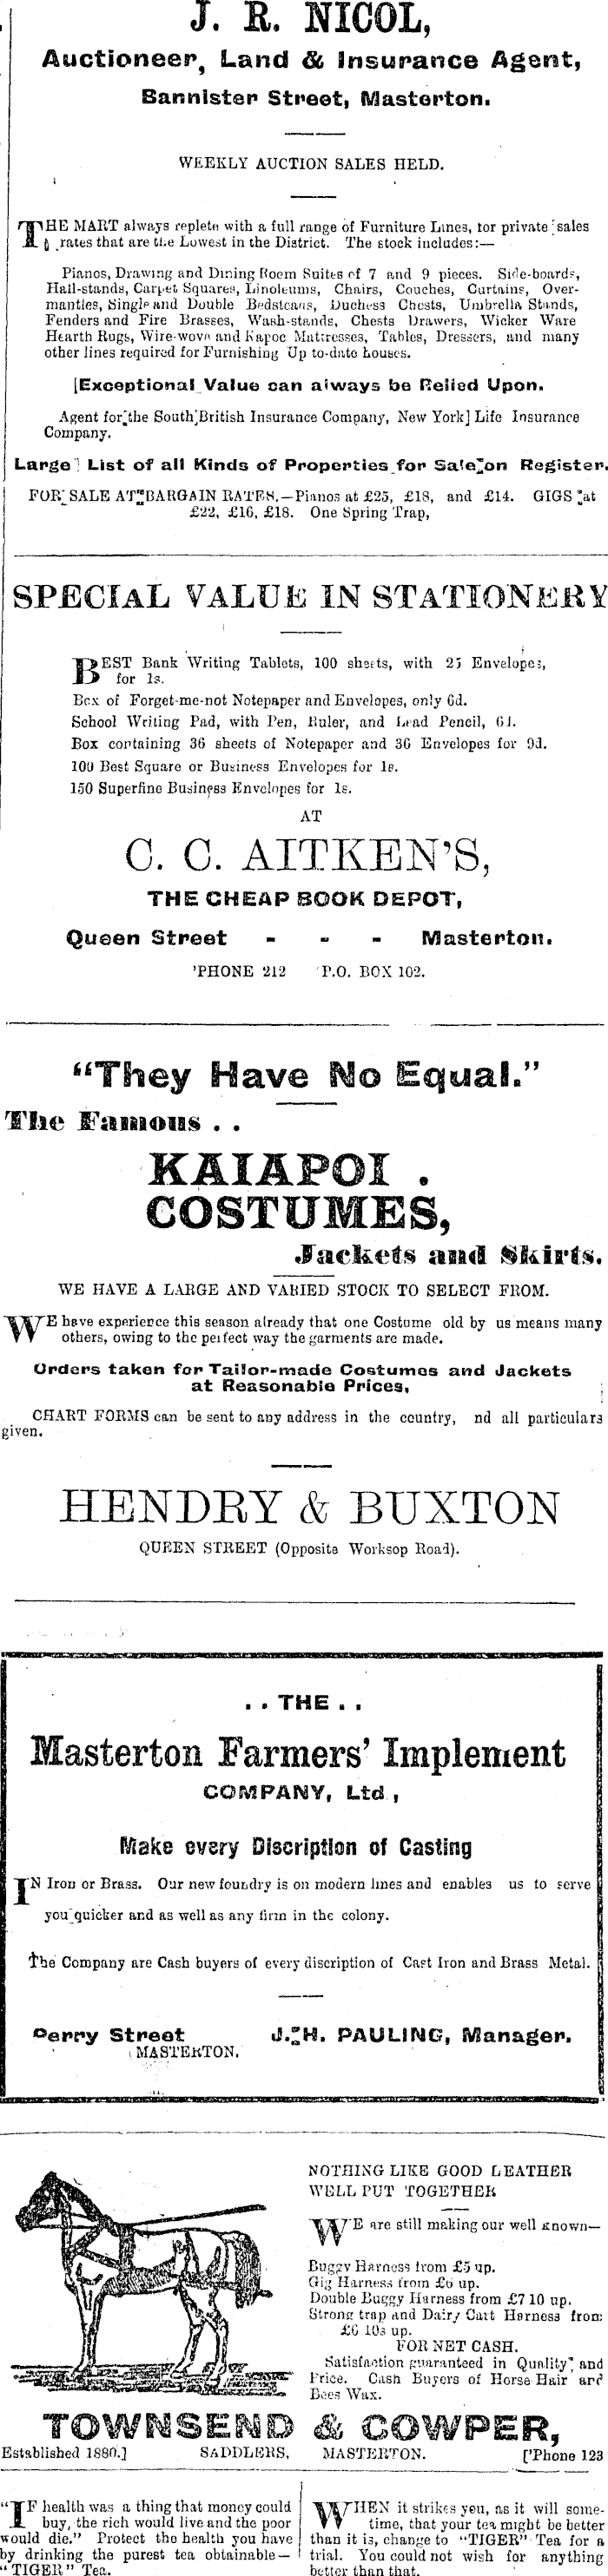 J. R. NICOL,
Auctioneer, Land & Insurance Agent,
Bannister Street, Masterton.
WEEKLY AUCTION SALES HELD.
THE MART always replete with a full range of Furniture Lines, for private sales
rates that are the Lowest in the District. The stock includes:—
Pianos, Drawing and Dining Room Suites of 7 and 9 pieces. Side-boards,
Hall-stands, Carpet Squares, Linoleums, Chairs, Couches, Curtains, Over-
mantles, Single and Double Bedsteads, Duchess Chests, Umbrella Stands,
Fenders and Fire Brasses, Wash-stands, Chests Drawers, Wicker Ware
Hearth Rugs, Wire-wove and Kapoc Mattresses, Tables, Dressers, and many
other lines required for Furnishing Up to-date houses.
Exceptional Value can always be Relied Upon.
Agent for the South British Insurance Company, New York Life Insurance
Company.
Large List of all Kinds of Properties for Sale on Register.
FOR SALE AT BARGAIN RATES.—Pianos at £25, £18, and £14. GIGS at
£22, £16, £18. One Spring Trap,
SPECIAL VALUE IN STATIONERY
BEST Bank Writing Tablets, 100 sheets, with 25 Envelopes,
for 1s.
Box of Forget-me-not Notepaper and Envelopes, only 6d.
School Writing Pad, with Pen, Ruler, and Lead Pencil, 6d.
Box containing 36 sheets of Notepaper and 36 Envelopes for 9d.
100 Best Square or Business Envelopes for 1s.
150 Superfine Business Envelopes for 1s.
AT
C. C. AITKEN'S,
THE CHEAP BOOK DEPOT,
Queen Street - - - Masterton.
'PHONE 212 P.O. BOX 102.
"They Have No Equal."
The Famous . .
KAIAPOI .
COSTUMES,
Jackets and Skirts.
WE HAVE A LARGE AND VARIED STOCK TO SELECT FROM.
WE have experience this season already that one Costume old by us means many
others, owing to the perfect way the garments are made.
Orders taken for Tailor-made Costumes and Jackets
at Reasonable Prices,
CHART FORMS can be sent to any address in the country, nd all particulars
given.
HENDRY & BUXTON
QUEEN STREET (Opposite Worksop Road).
. . THE . .
Masterton Farmers' Implement
COMPANY, Ltd.,
Make every Discription of Casting
IN Iron or Brass. Our new foundry is on modern lines and enables us to serve
you quicker and as well as any firm in the colony.
The Company are Cash buyers of every discription of Cast Iron and Brass Metal.
Perry Street J. H. PAULING, Manager.
MASTERTON.
NOTHING LIKE GOOD LEATHER
WELL PUT TOGETHER
WE are still making our well known—
Buggy Harness from £5 up.
Gig Harness from £6 up.
Double Buggy Harness from £7 10 up.
Strong trap and Dairy Cart Harness from
£6 10s up.
FOR NET CASH.
Satisfaction guaranteed in Quality and
Price. Cash Buyers of Horse Hair and
Bees Wax.
TOWNSEND & COWPER,
Established 1880.] SADDLERS, MASTERTON. ['Phone 123
"IF health was a thing that money could
buy, the rich would live and the poor
would die." Protect the health you have
by drinking the purest tea obtainable—
"TIGER" Tea.
WHEN it strikes you, as it will some-
time, that your tea might be better
than it is, change to "TIGER" Tea for a
trial. You could not wish for anything
better than that.